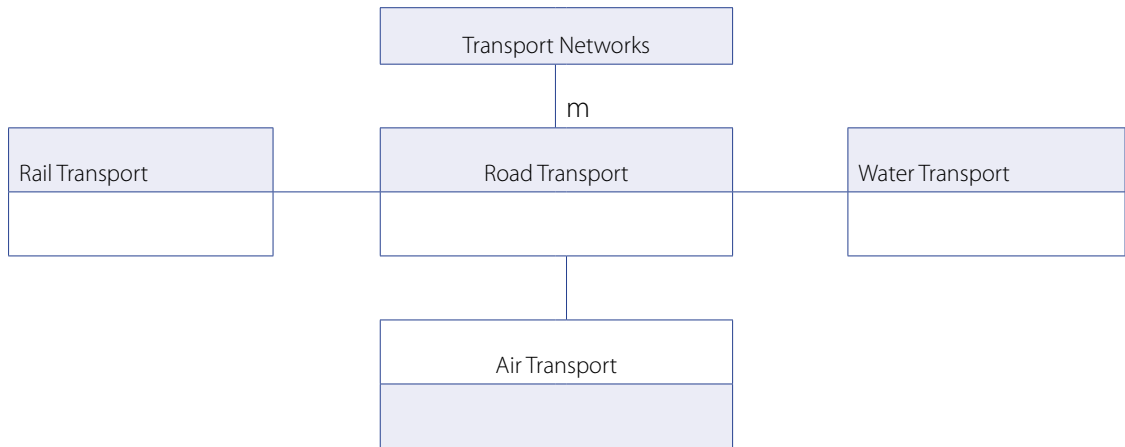 Transport Networks
m
Rail Transport
Road Transport
Water Transport
Air Transport